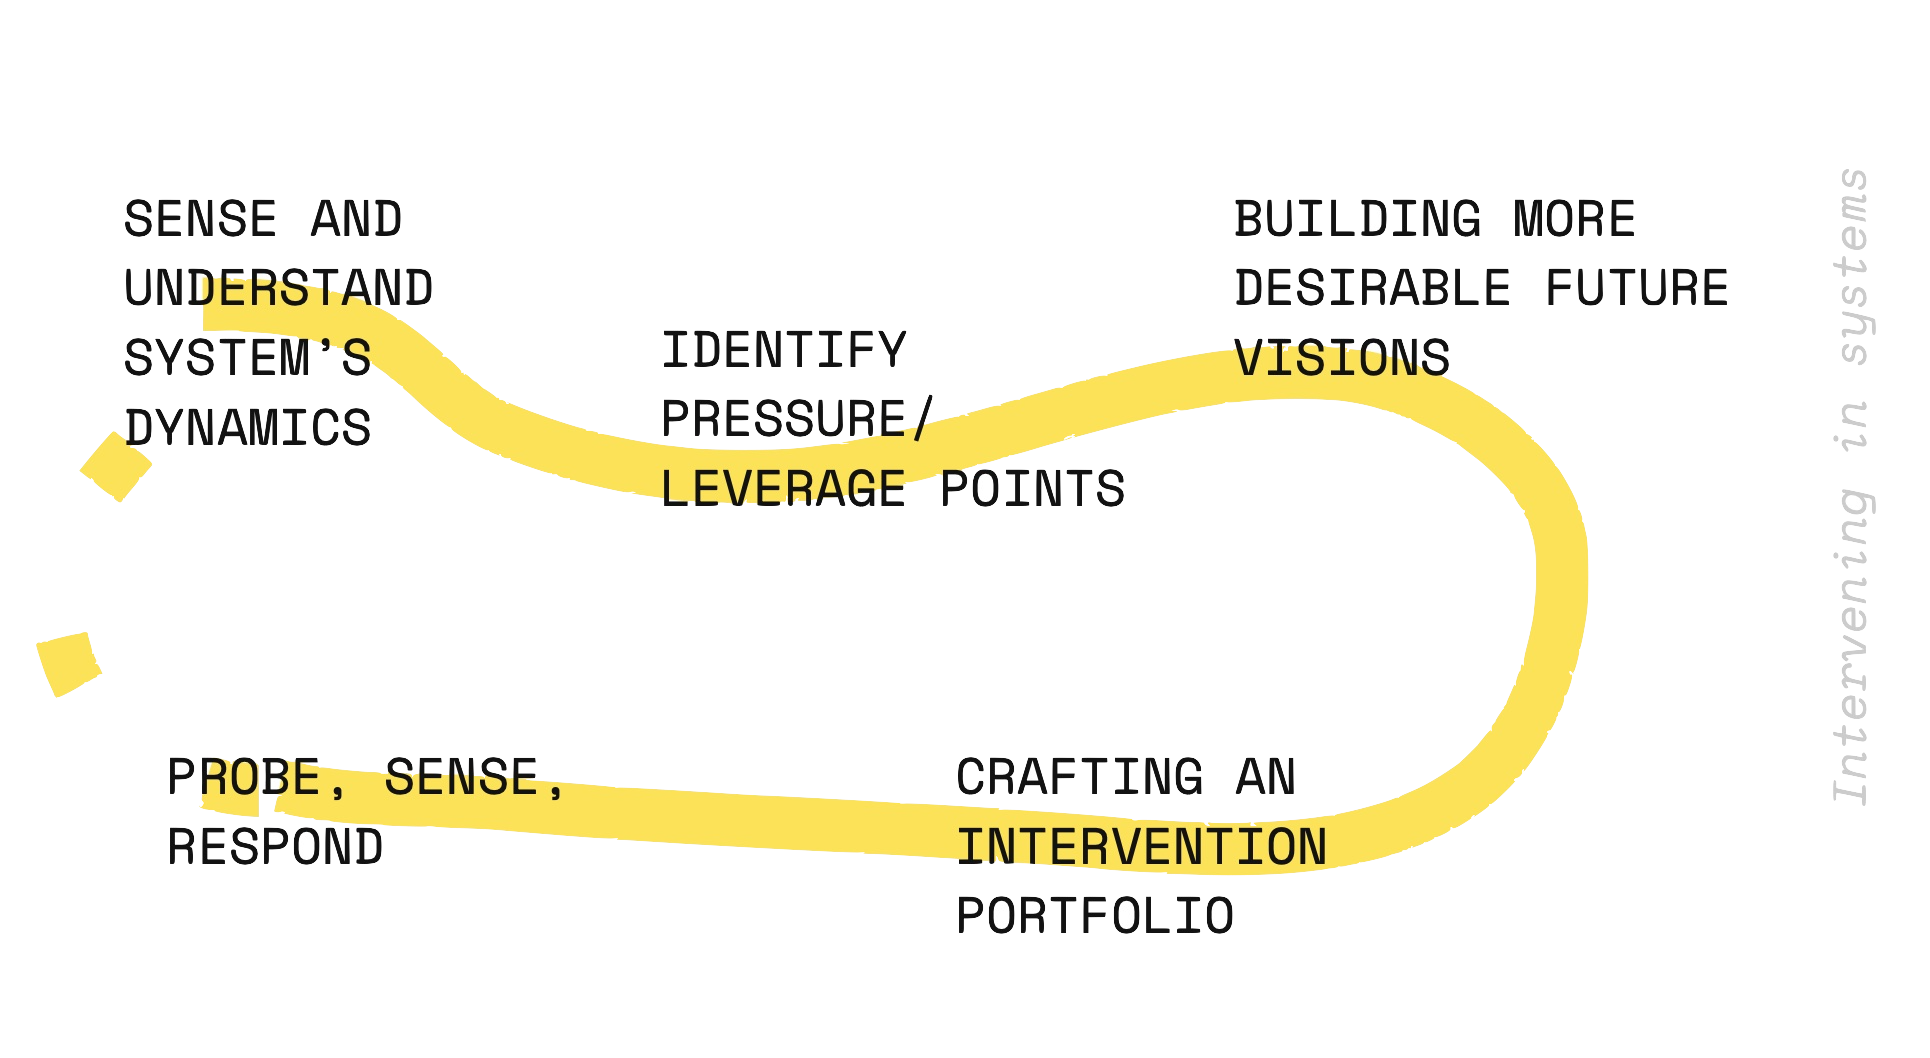 SENSE AND
UNDERSTAND
SYSTEM'S
DYNAMICS
IDENTIFY
PRESSURE/
LEVERAGE POINTS
BUILDING MORE
DESIRABLE FUTURE
VISIONS
CRAFTING AN
INTERVENTION
PORTFOLIO
PROBE, SENSE,
RESPOND
Intervening in systems